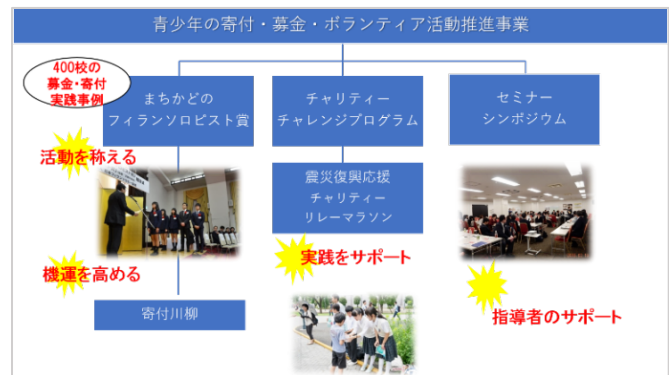 青少年の寄付・募金・ボランティア活動推進事業
400校の
募金・寄付
実践事例
まちかどの
フィランソロピスト賞
チャリティー
チャレンジプログラム
セミナー
シンポジウム
活動を称える
震災復興応援
チャリティー
リレーマラソン
機運を高める
実践をサポート
寄付川柳
指導者のサポート